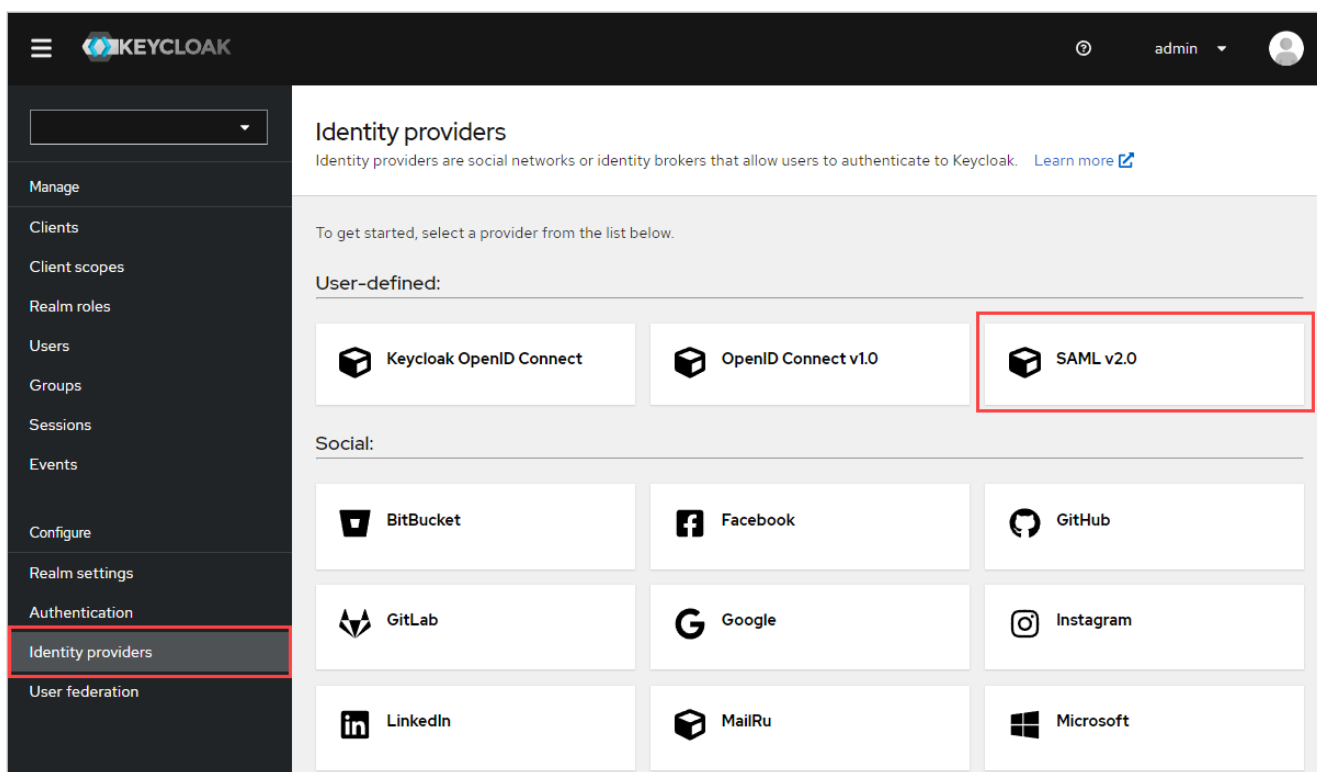 KEYCLOAK
admin
Identity providers
Identity providers are social networks or identity brokers that allow users to authenticate to Keycloak. Learn more
Manage
Clients
Client scopes
Realm roles
Users
Groups
Sessions
Events
Configure
Realm settings
Authentication
Identity providers
User federation
To get started, select a provider from the list below.
User-defined:
Keycloak OpenID Connect
OpenID Connect v1.0
SAML v2.0
Social:
BitBucket
Facebook
GitHub
GitLab
Google
Instagram
LinkedIn
MailRu
Microsoft